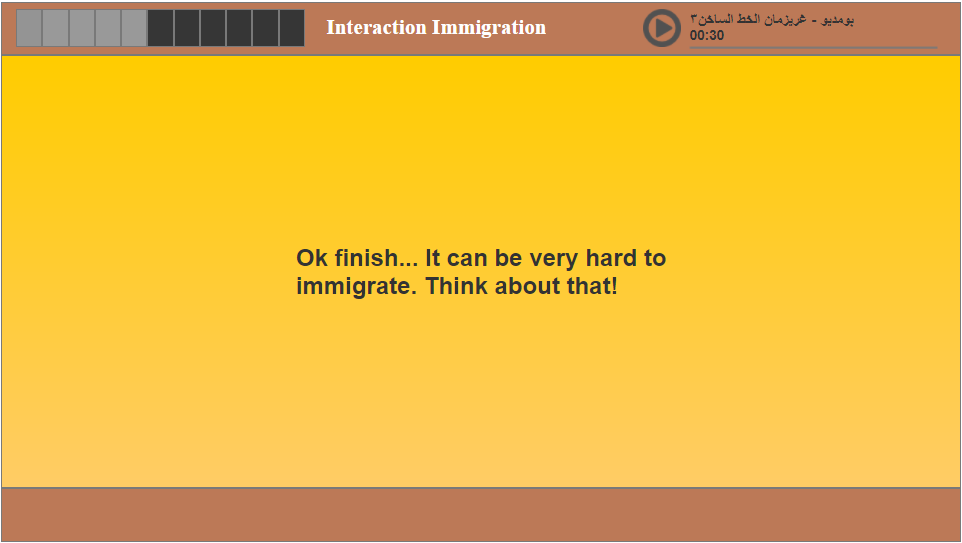 Interaction Immigration
بومديو - غريزمان الخط الساخن٣
00:30
Ok finish... It can be very hard to
immigrate. Think about that!